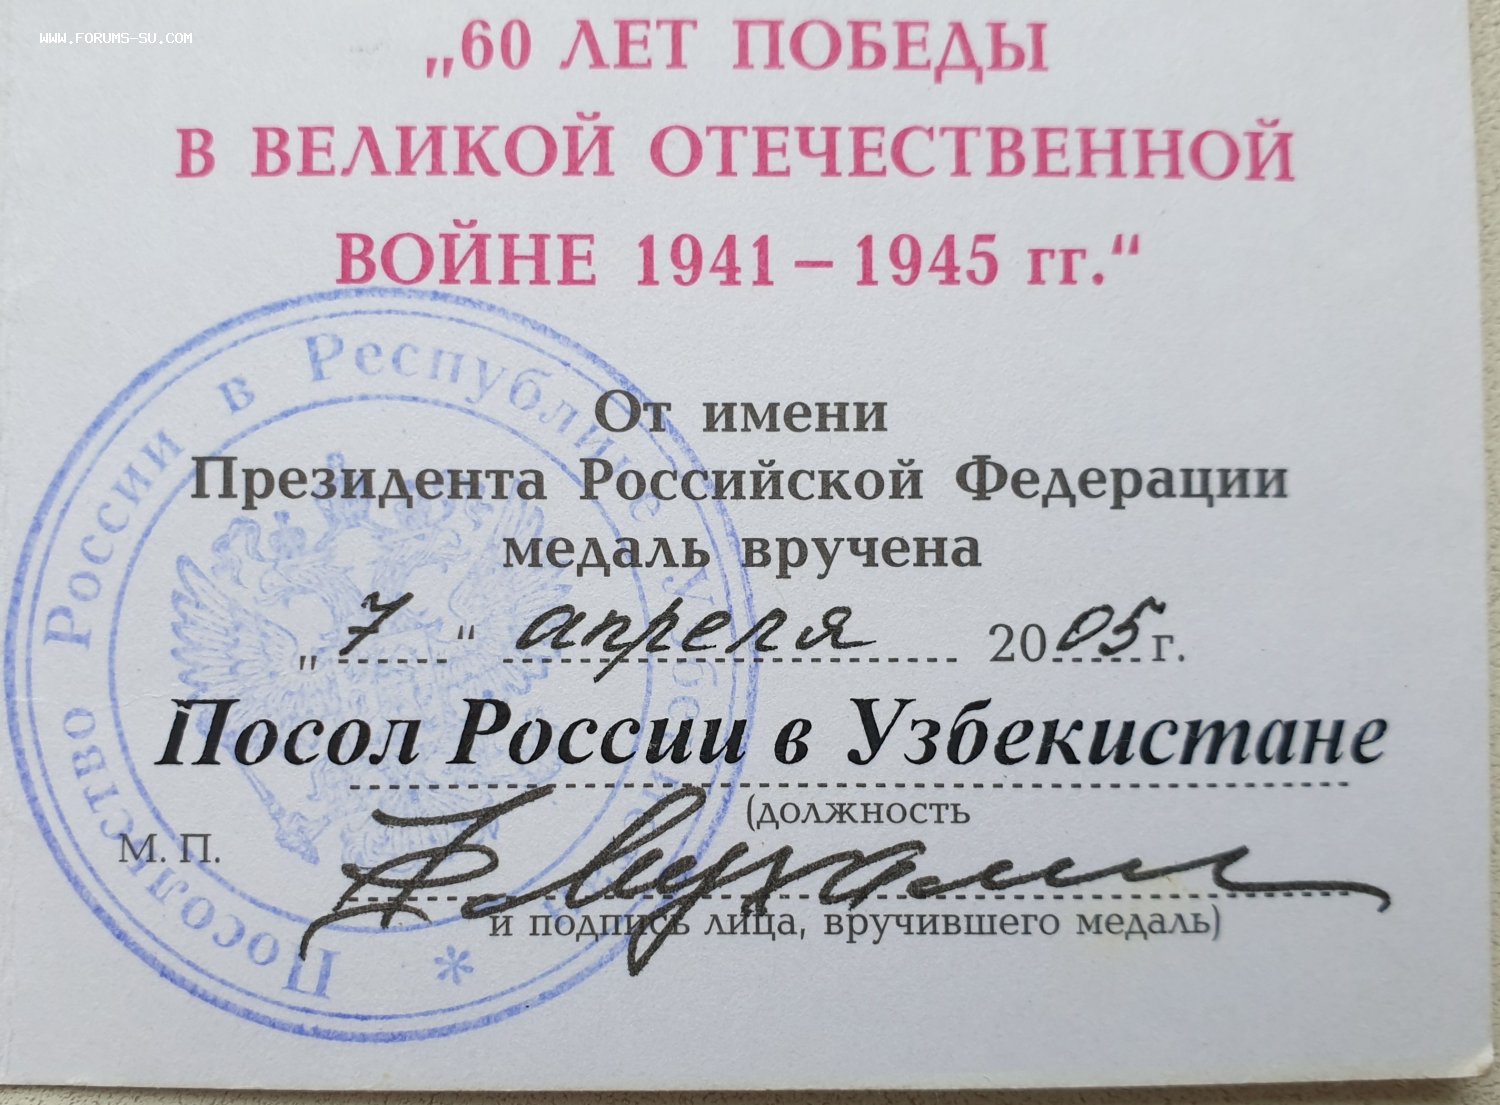 WWW.FORUMS-SU.COM
„60 ЛЕТ ПОБЕДЫ
В ВЕЛИКОЙ ОТЕЧЕСТВЕННОЙ
ВОЙНЕ 1941 – 1945 гг.“
От имени
Президента Российской Федерации
медаль вручена
„ 7 “ апреля 2005 г.
Посол России в Узбекистане
(должность
М. П.
и подпись лица, вручившего медаль)
Посольство России в Республике Узбекистан *